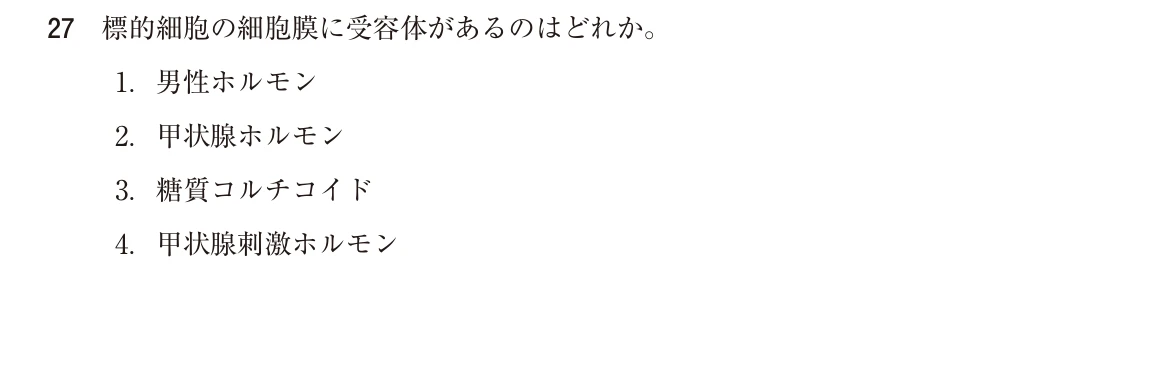 27 標的細胞の細胞膜に受容体があるのはどれか。
1. 男性ホルモン
2. 甲状腺ホルモン
3. 糖質コルチコイド
4. 甲状腺刺激ホルモン